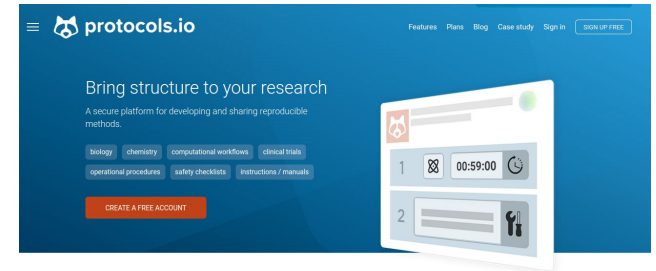 protocols.io
Features Plans Blog Case study Sign in SIGN UP FREE
Bring structure to your research
A secure platform for developing and sharing reproducible
methods.
biology chemistry computational workflows clinical trials
operational procedures safety checklists instructions / manuals
CREATE A FREE ACCOUNT
1 00:59:00
2